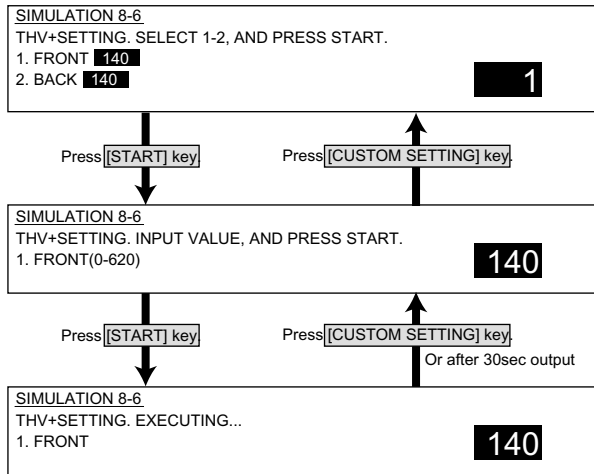 SIMULATION 8-6
THV+SETTING. SELECT 1-2, AND PRESS START.
1. FRONT 140
2. BACK 140
1
Press [START] key.
Press [CUSTOM SETTING] key.
SIMULATION 8-6
THV+SETTING. INPUT VALUE, AND PRESS START.
1. FRONT(0-620)
140
Press [START] key.
Press [CUSTOM SETTING] key.
Or after 30sec output
SIMULATION 8-6
THV+SETTING. EXECUTING...
1. FRONT
140